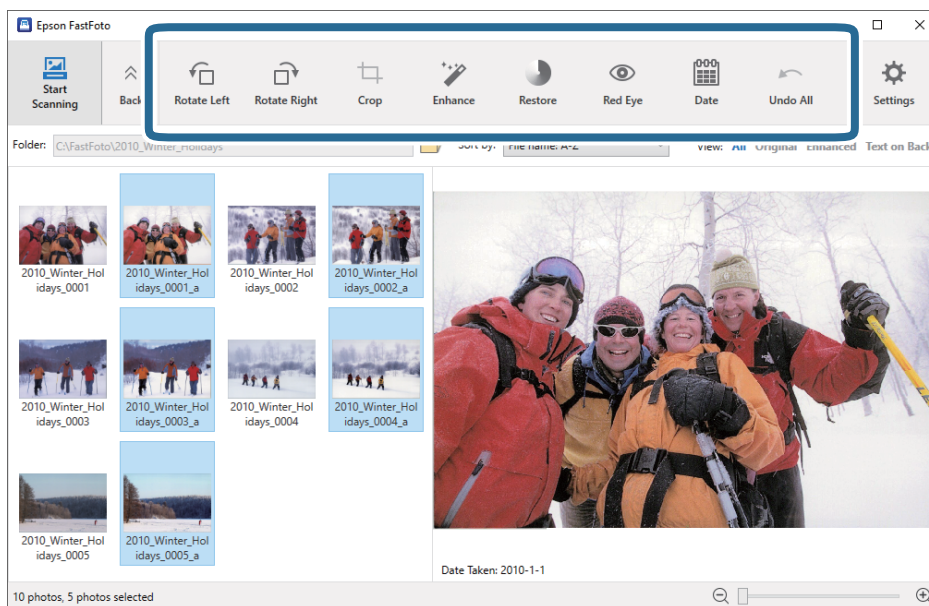 Epson FastFoto
Start
Scanning
Back
Rotate Left
Rotate Right
Crop
Enhance
Restore
Red Eye
Date
Undo All
Settings
Folder:
C:\FastFoto\2010_Winter_Holidays
Sort by:
File name: A-Z
View:
All
Original
Enhanced
Text on Back
2010_Winter_Hol
idays_0001
2010_Winter_Hol
idays_0001_a
2010_Winter_Hol
idays_0002
2010_Winter_Hol
idays_0002_a
2010_Winter_Hol
idays_0003
2010_Winter_Hol
idays_0003_a
2010_Winter_Hol
idays_0004
2010_Winter_Hol
idays_0004_a
2010_Winter_Hol
idays_0005
2010_Winter_Hol
idays_0005_a
Date Taken: 2010-1-1
10 photos, 5 photos selected